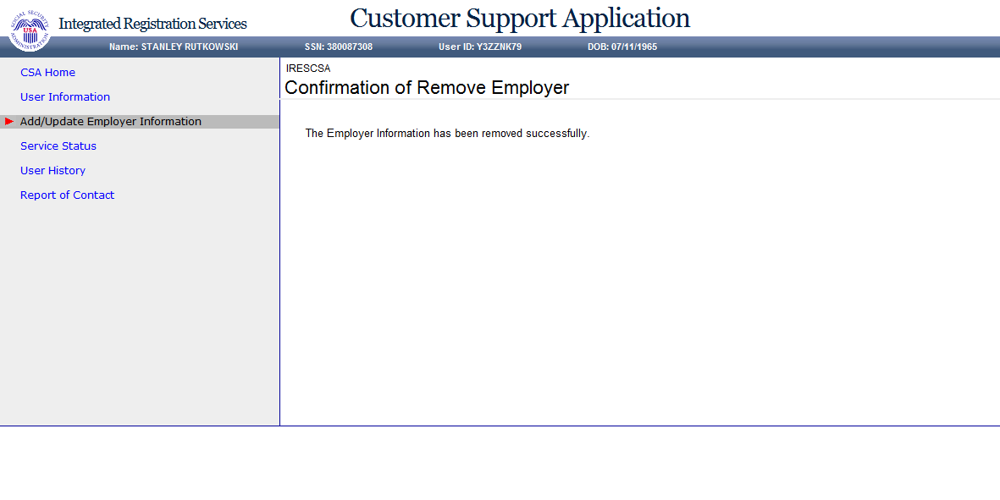 SOCIAL SECURITY ADMINISTRATION
USA
Integrated Registration Services
Customer Support Application
Name: STANLEY RUTKOWSKI SSN: 380087308 User ID: Y3ZZNK79 DOB: 07/11/1965
CSA Home
User Information
Add/Update Employer Information
Service Status
User History
Report of Contact
IRESCSA
Confirmation of Remove Employer
The Employer Information has been removed successfully.